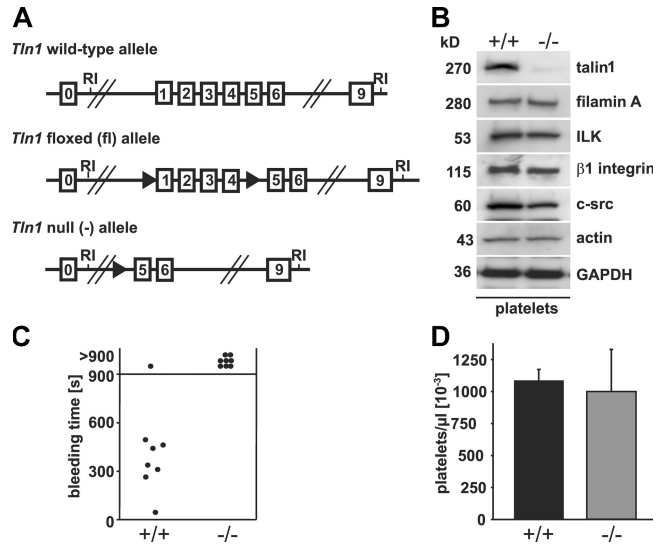 A
Tln1 wild-type allele
0 RI 1 2 3 4 5 6 9 RI
Tln1 floxed (fl) allele
0 RI 1 2 3 4 5 6 9 RI
Tln1 null (-) allele
0 RI 5 6 9 RI
B
kD +/+ -/-
270 talin1
280 filamin A
53 ILK
115 β1 integrin
60 c-src
43 actin
36 GAPDH
platelets
C
bleeding time [s]
>900
900
600
300
0
+/+ -/-
D
platelets/µl [10⁻³]
1250
1000
750
500
250
0
+/+ -/-